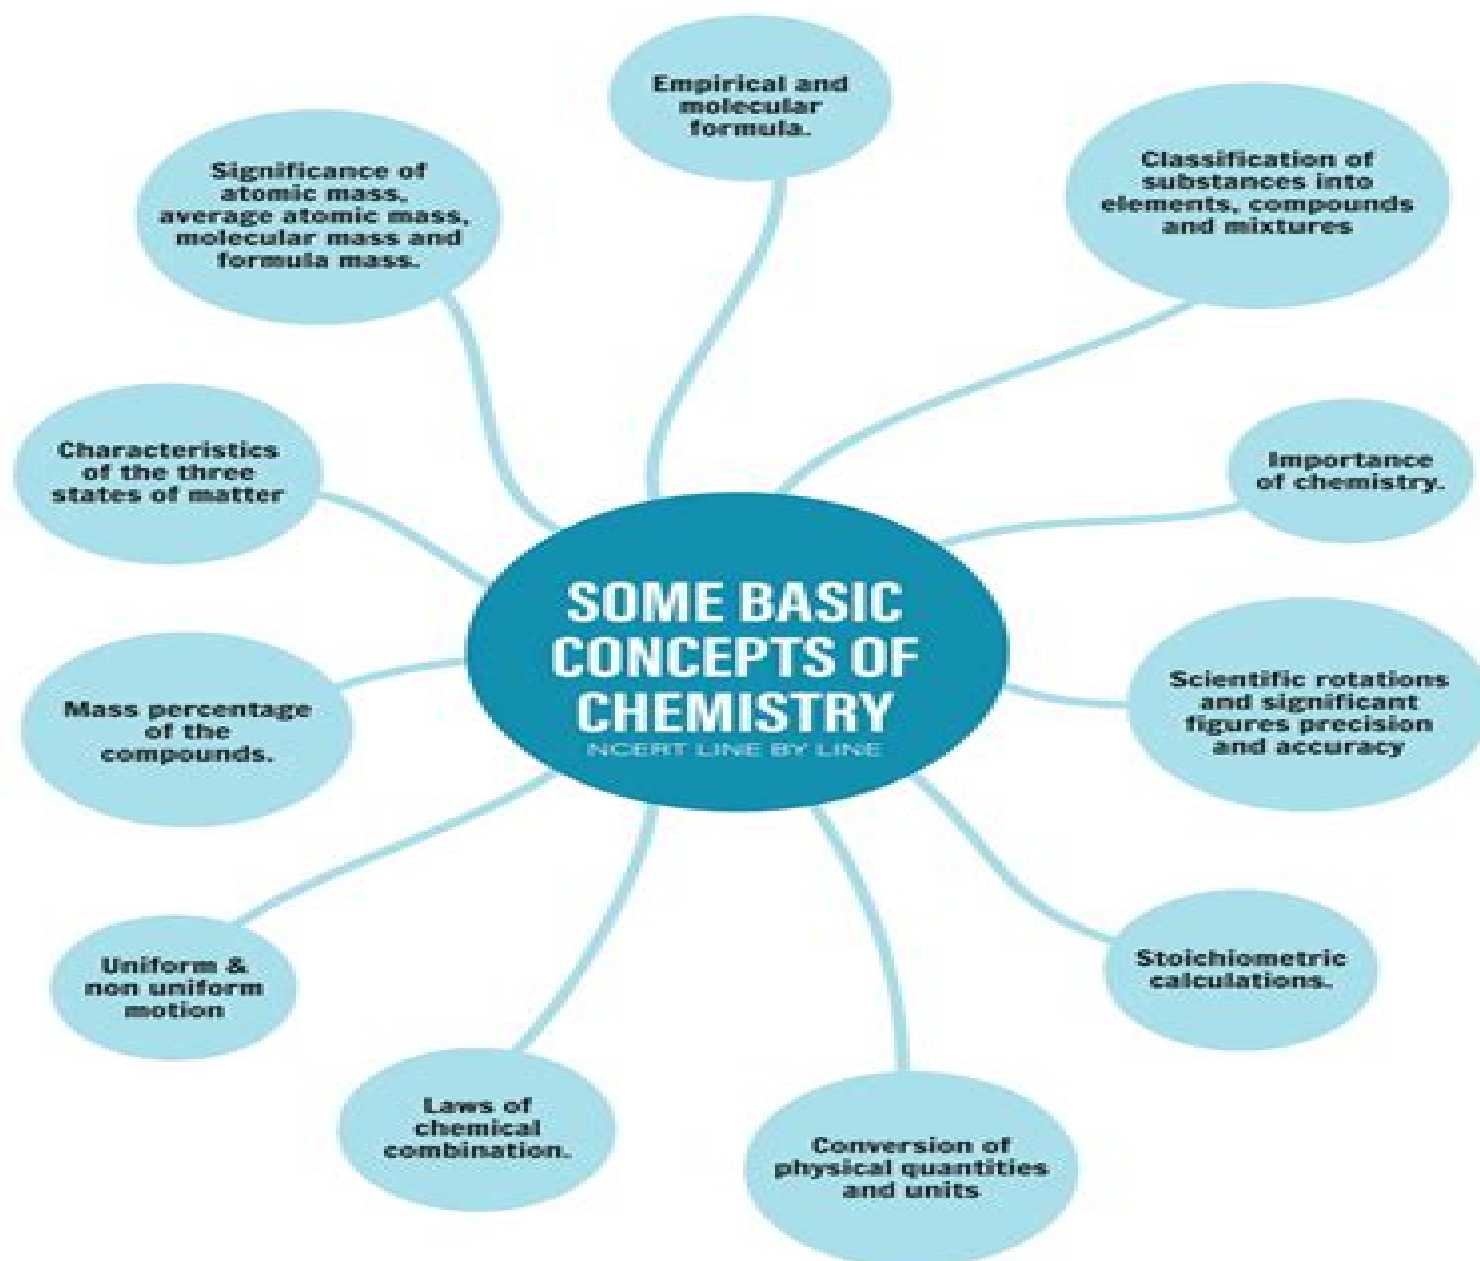 Empirical and
molecular
formula.
Classification of
substances into
elements, compounds
and mixtures
Significance of
atomic mass,
average atomic mass,
molecular mass and
formula mass.
Importance
of chemistry.
Characteristics
of the three
states of matter
SOME BASIC
CONCEPTS OF
CHEMISTRY
NCERT LINE BY LINE
Scientific rotations
and significant
figures precision
and accuracy
Mass percentage
of the
compounds.
Stoichiometric
calculations.
Uniform &
non uniform
motion
Laws of
chemical
combination.
Conversion of
physical quantities
and units